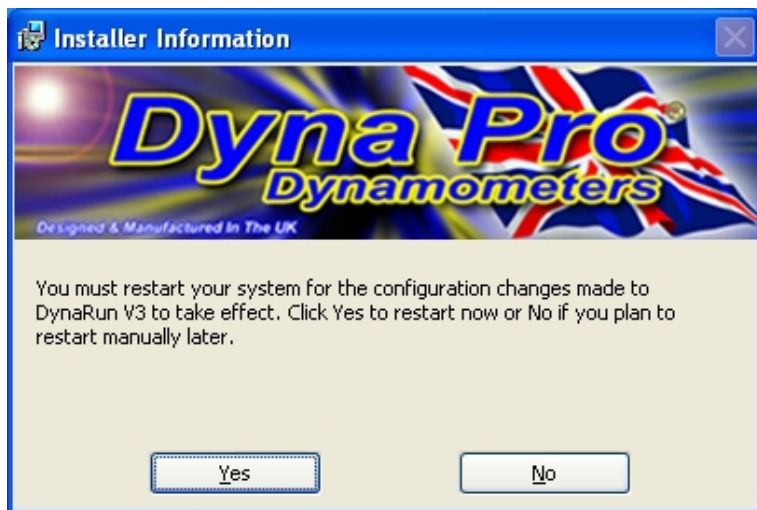 Installer Information
Dyna Pro®
Dynamometers
Designed & Manufactured In The UK
You must restart your system for the configuration changes made to
DynaRun V3 to take effect. Click Yes to restart now or No if you plan to
restart manually later.
Yes
No